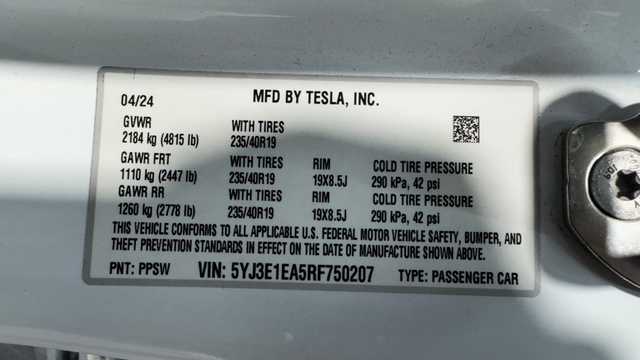 04/24 MFD BY TESLA, INC.
GVWR
2184 kg (4815 lb) WITH TIRES 235/40R19
GAWR FRT WITH TIRES RIM COLD TIRE PRESSURE
1110 kg (2447 lb) 235/40R19 19X8.5J 290 kPa, 42 psi
GAWR RR WITH TIRES RIM COLD TIRE PRESSURE
1260 kg (2778 lb) 235/40R19 19X8.5J 290 kPa, 42 psi
THIS VEHICLE CONFORMS TO ALL APPLICABLE U.S. FEDERAL MOTOR VEHICLE SAFETY, BUMPER, AND
THEFT PREVENTION STANDARDS IN EFFECT ON THE DATE OF MANUFACTURE SHOWN ABOVE.
PNT: PPSW VIN: 5YJ3E1EA5RF750207 TYPE: PASSENGER CAR